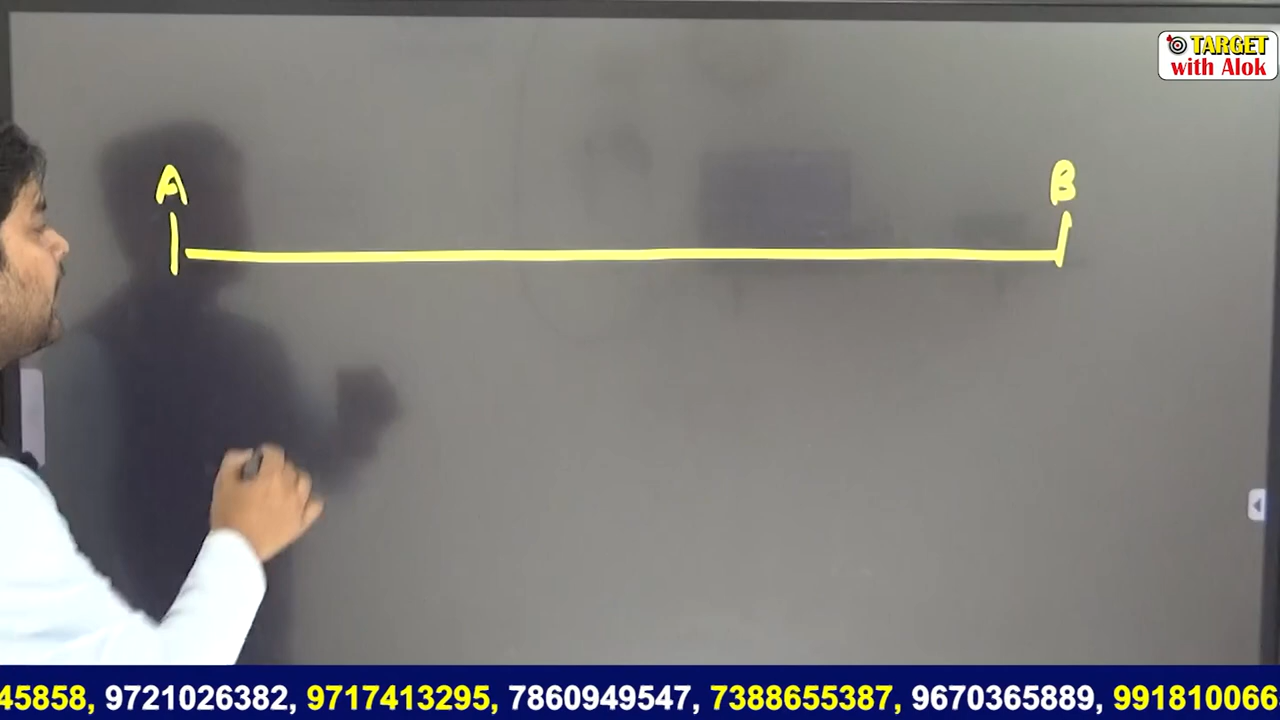 TARGET
with Alok
A
B
45858, 9721026382, 9717413295, 7860949547, 7388655387, 9670365889, 991810066